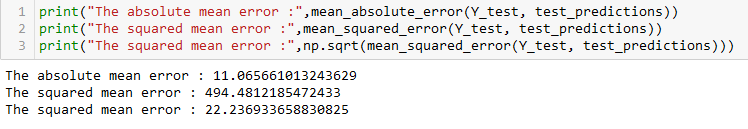 1 print("The absolute mean error :",mean_absolute_error(Y_test, test_predictions))
2 print("The squared mean error :",mean_squared_error(Y_test, test_predictions))
3 print("The squared mean error :",np.sqrt(mean_squared_error(Y_test, test_predictions)))
The absolute mean error : 11.065661013243629
The squared mean error : 494.4812185472433
The squared mean error : 22.236933658830825